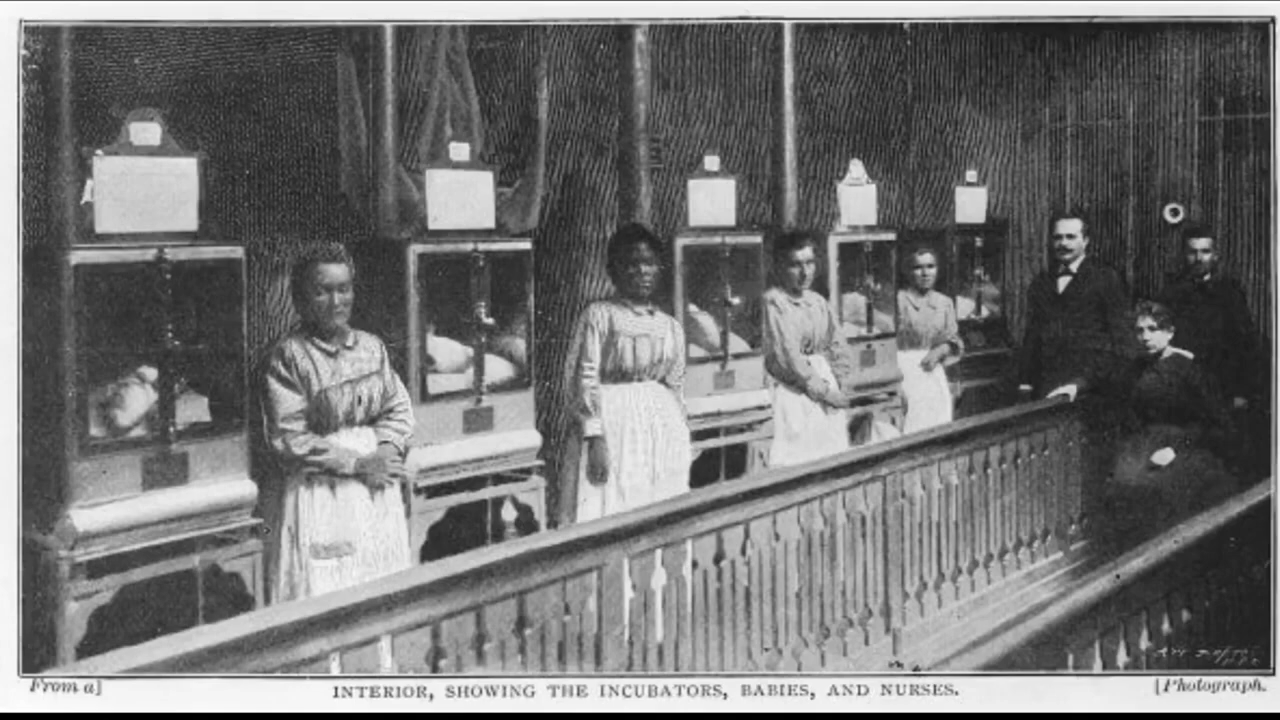 From a]
INTERIOR, SHOWING THE INCUBATORS, BABIES, AND NURSES.
[Photograph.